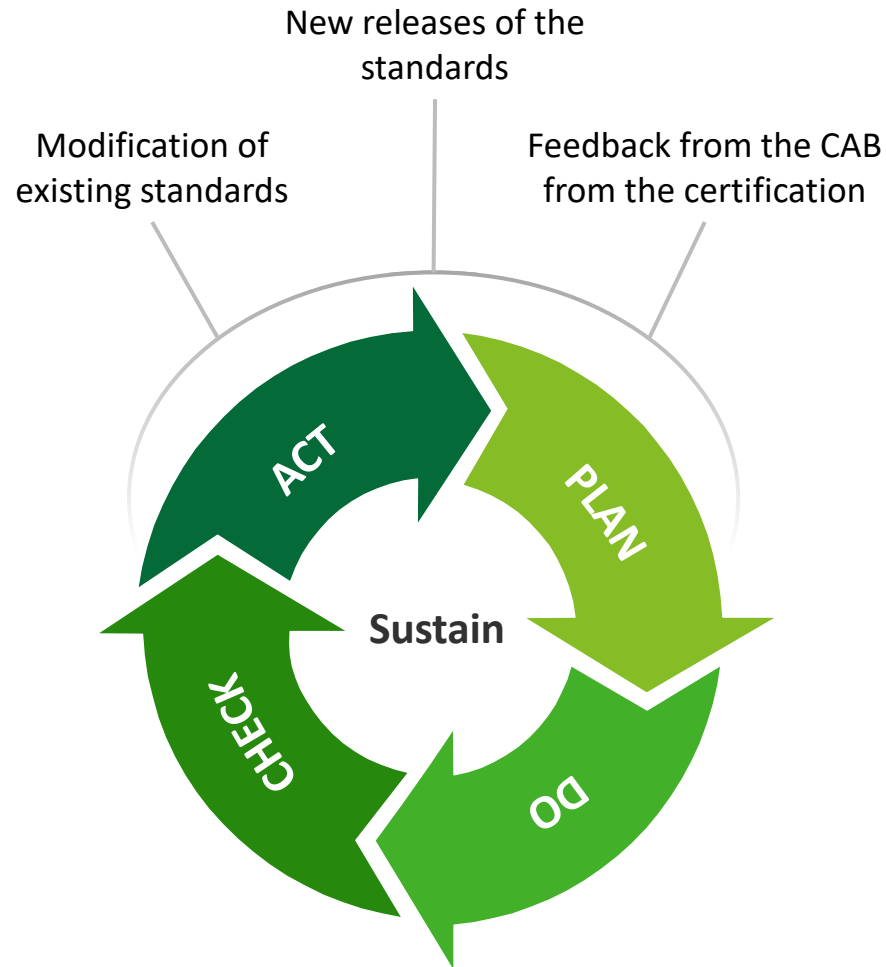 New releases of the
standards
Modification of
existing standards
Feedback from the CAB
from the certification
ACT
PLAN
Sustain
CHECK
DO